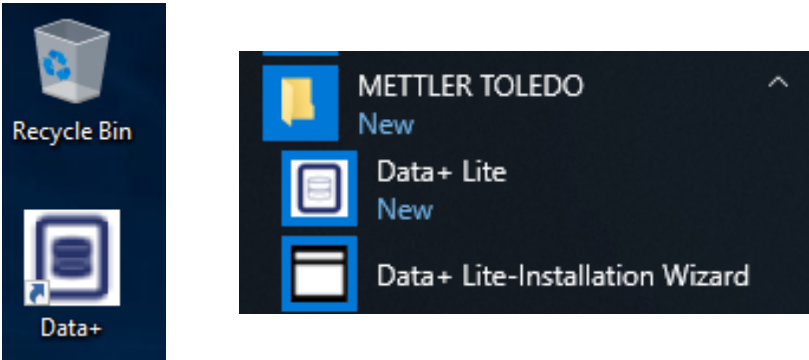 Recycle Bin
Data+
METTLER TOLEDO
New
Data+ Lite
New
Data+ Lite-Installation Wizard